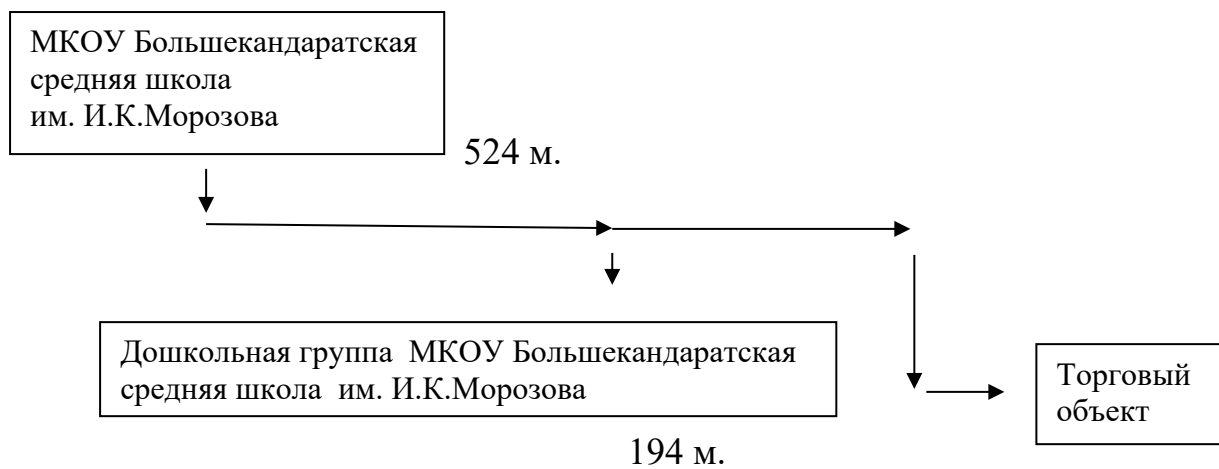 МКОУ Большекандаратская
средняя школа
им. И.К.Морозова
524 м.
Дошкольная группа МКОУ Большекандаратская
средняя школа им. И.К.Морозова
Торговый
объект
194 м.